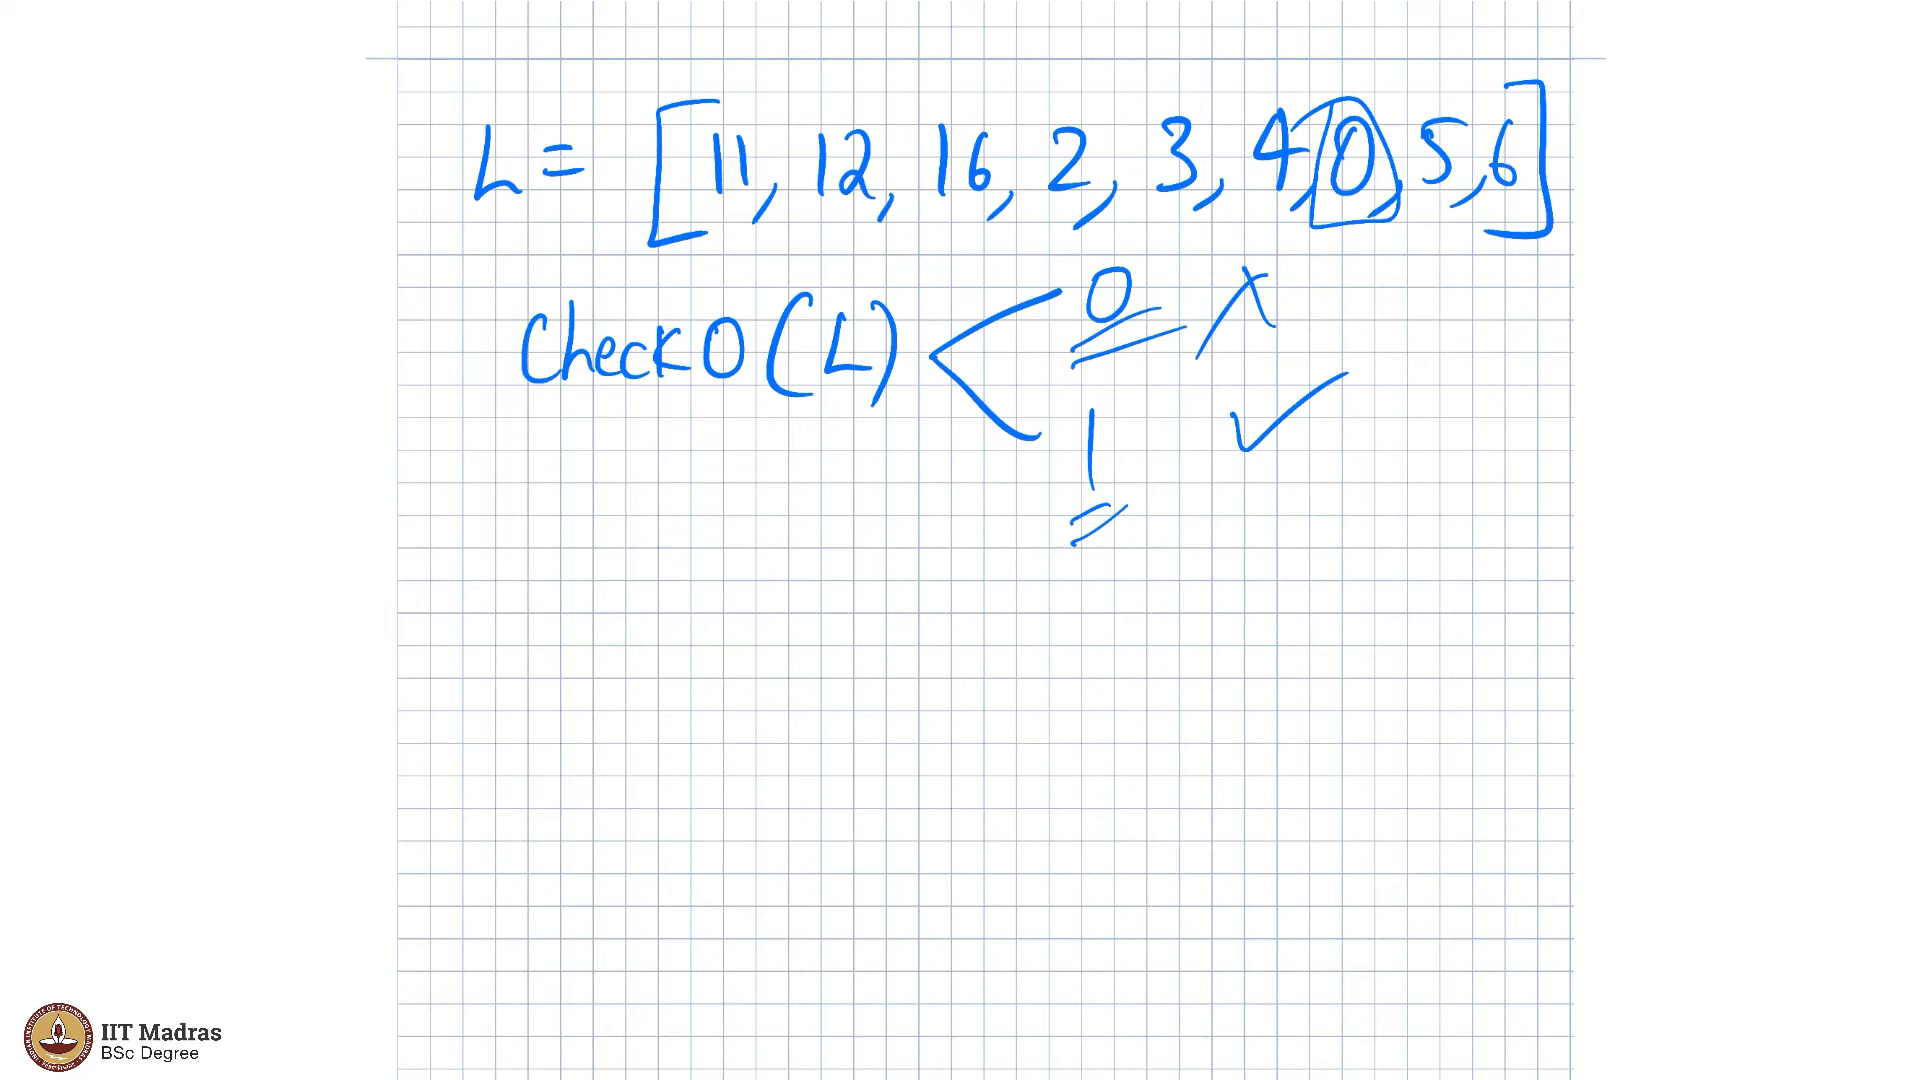 L = [11, 12, 16, 2, 3, 4, 0, 5, 6]
Check0(L) < 0 ✗
1 ✓
IIT Madras
BSc Degree